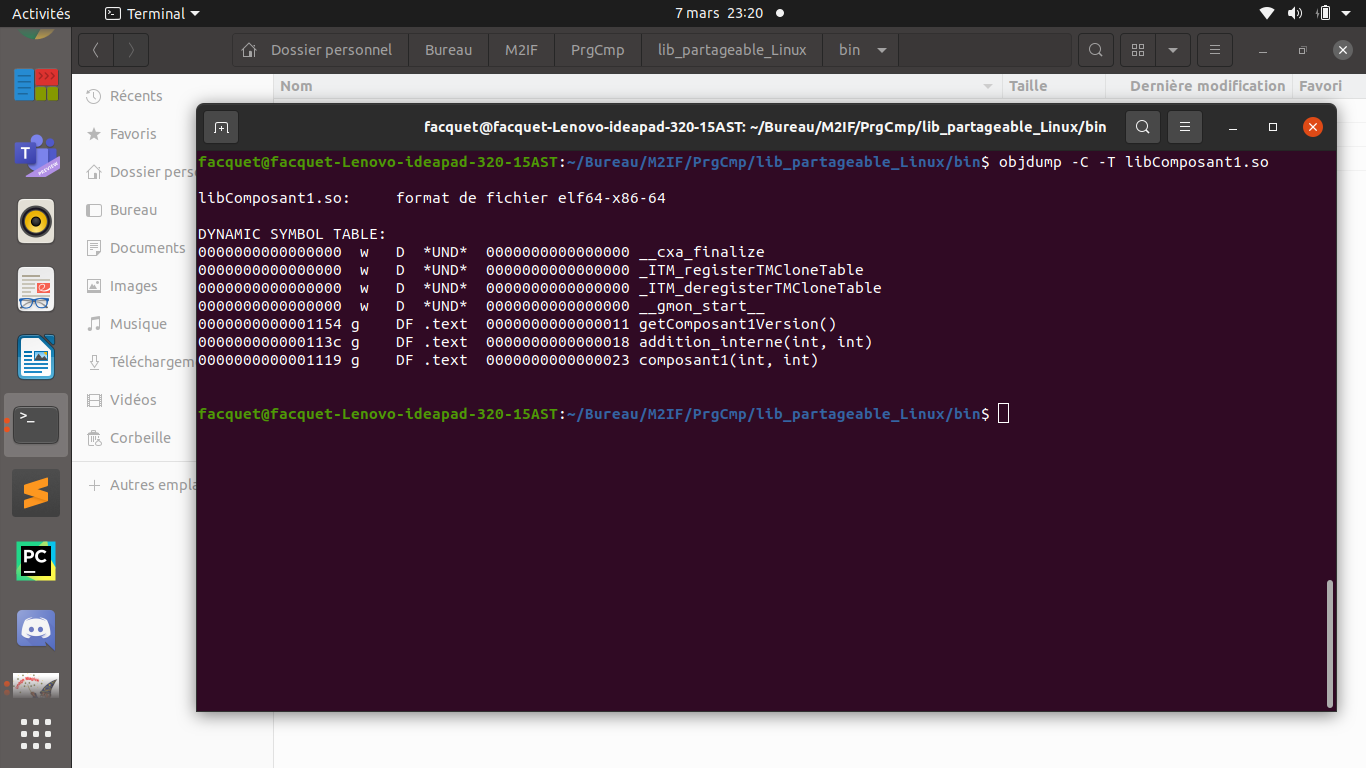 Activités
Terminal
7 mars 23:20
Dossier personnel
Bureau
M2IF
PrgCmp
lib_partageable_Linux
bin
Nom
Taille
Dernière modification
Favori
Récents
Favoris
Dossier pers
Bureau
Documents
Images
Musique
Téléchargem
Vidéos
Corbeille
Autres empla
facquet@facquet-Lenovo-ideapad-320-15AST: ~/Bureau/M2IF/PrgCmp/lib_partageable_Linux/bin
facquet@facquet-Lenovo-ideapad-320-15AST:~/Bureau/M2IF/PrgCmp/lib_partageable_Linux/bin$ objdump -C -T libComposant1.so
libComposant1.so:     format de fichier elf64-x86-64
DYNAMIC SYMBOL TABLE:
0000000000000000  w   D  *UND*  0000000000000000 __cxa_finalize
0000000000000000  w   D  *UND*  0000000000000000 _ITM_registerTMCloneTable
0000000000000000  w   D  *UND*  0000000000000000 _ITM_deregisterTMCloneTable
0000000000000000  w   D  *UND*  0000000000000000 __gmon_start__
0000000000001154 g    DF .text  0000000000000011 getComposant1Version()
000000000000113c g    DF .text  0000000000000018 addition_interne(int, int)
0000000000001119 g    DF .text  0000000000000023 composant1(int, int)
facquet@facquet-Lenovo-ideapad-320-15AST:~/Bureau/M2IF/PrgCmp/lib_partageable_Linux/bin$
PC